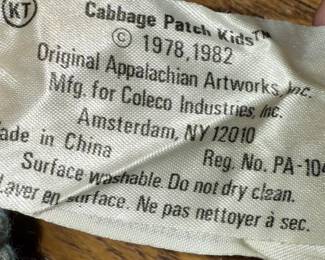 KT
Cabbage Patch Kids™
© 1978,1982
Original Appalachian Artworks, Inc.
Mfg. for Coleco Industries, Inc.
Amsterdam, NY 12010
ade in China Reg. No. PA-104
Surface washable. Do not dry clean.
Laver en surface. Ne pas nettoyer à sec.